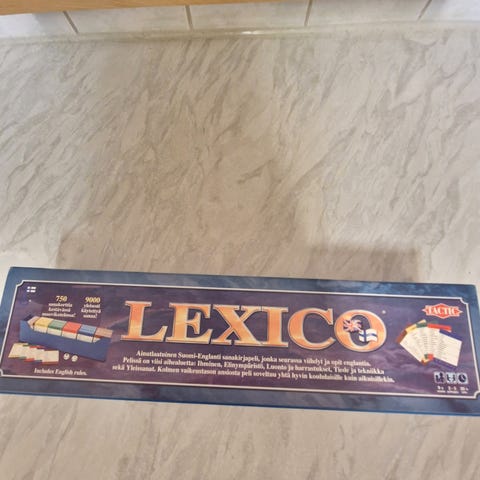 750
sanakorttia
kestävässä
muovikotelossa!
9000
yleisesti
käytettyä
sanaa!
LEXICO
TACTIC
Ainutlaatuinen Suomi-Englanti sanakirjapeli, jonka seurassa viihdyt ja opit englantia.
Pelissä on viisi aihealuetta: Ihminen, Elinympäristö, Luonto ja harrastukset, Tiede ja tekniikka
sekä Yleissanat. Kolmen vaikeustason ansiosta peli soveltuu yhtä hyvin koululaisille kuin aikuisillekin.
Includes English rules.